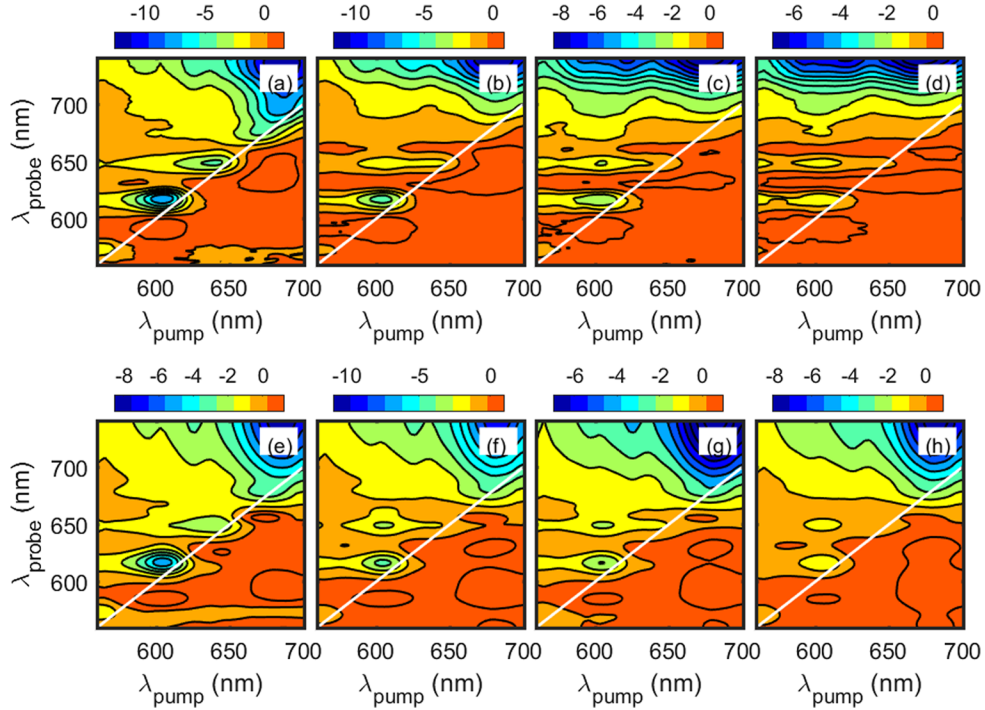 -10 -5 0 -10 -5 0 -8 -6 -4 -2 0 -6 -4 -2 0
(a) (b) (c) (d)
700
650
600
λprobe (nm)
600 650 700 600 650 700 600 650 700 600 650 700
λpump (nm) λpump (nm) λpump (nm) λpump (nm)
-8 -6 -4 -2 0 -10 -5 0 -6 -4 -2 0 -8 -6 -4 -2 0
(e) (f) (g) (h)
700
650
600
λprobe (nm)
600 650 700 600 650 700 600 650 700 600 650 700
λpump (nm) λpump (nm) λpump (nm) λpump (nm)